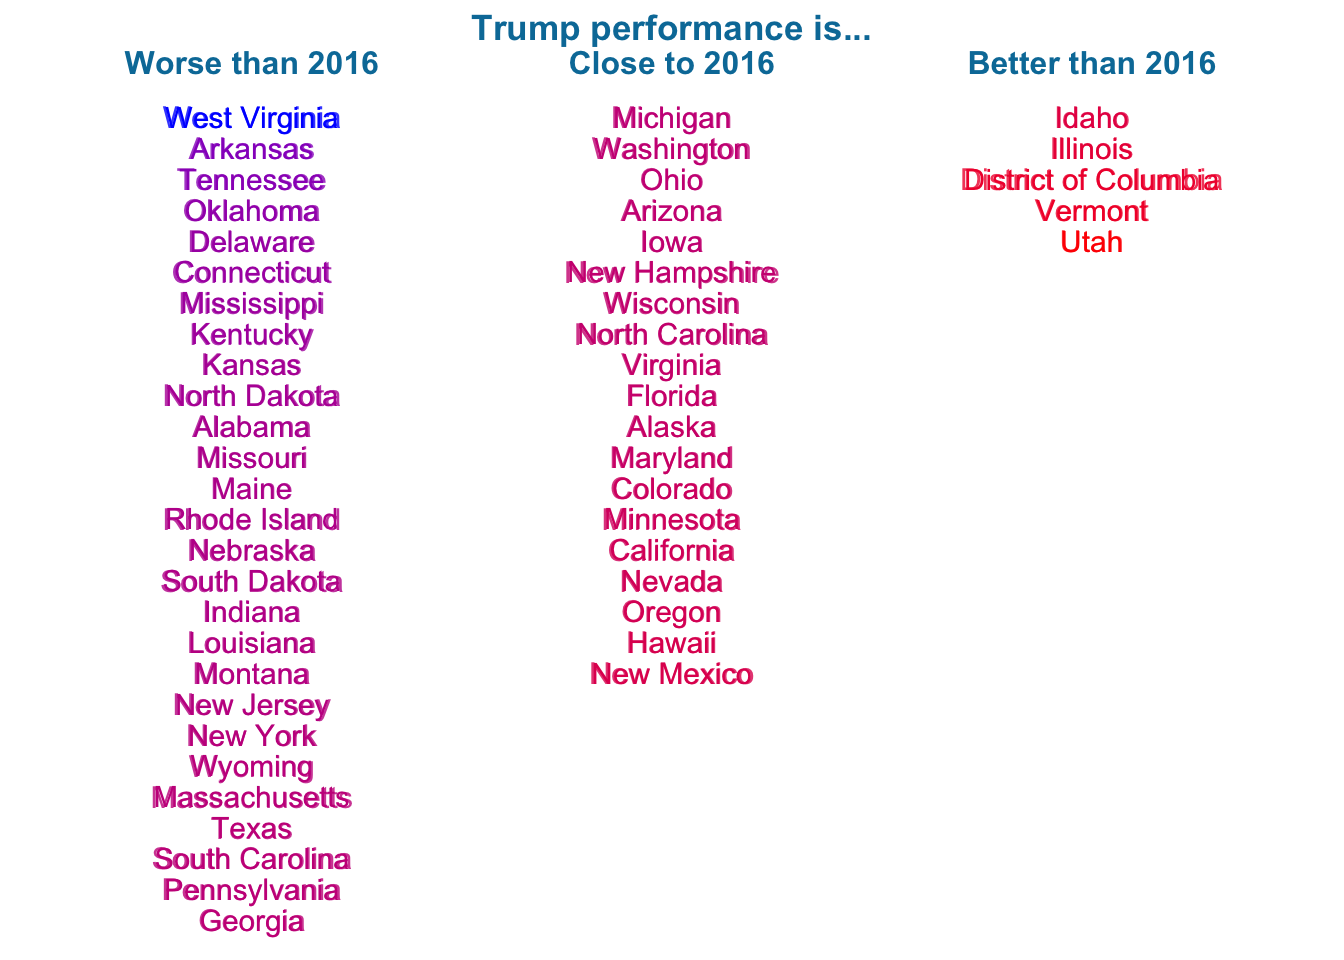 Trump performance is...
Worse than 2016
Close to 2016
Better than 2016
West Virginia
Arkansas
Tennessee
Oklahoma
Delaware
Connecticut
Mississippi
Kentucky
Kansas
North Dakota
Alabama
Missouri
Maine
Rhode Island
Nebraska
South Dakota
Indiana
Louisiana
Montana
New Jersey
New York
Wyoming
Massachusetts
Texas
South Carolina
Pennsylvania
Georgia
Michigan
Washington
Ohio
Arizona
Iowa
New Hampshire
Wisconsin
North Carolina
Virginia
Florida
Alaska
Maryland
Colorado
Minnesota
California
Nevada
Oregon
Hawaii
New Mexico
Idaho
Illinois
District of Columbia
Vermont
Utah